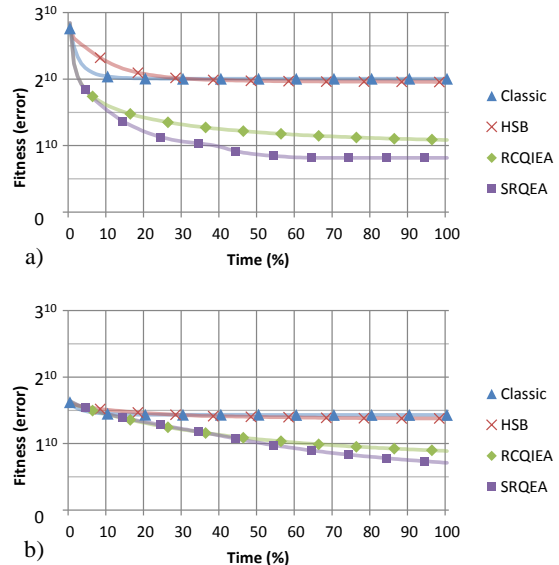 3¹⁰
2¹⁰
1¹⁰
0
Fitness (error)
0 10 20 30 40 50 60 70 80 90 100
Time (%)
a)
Classic
HSB
RCQIEA
SRQEA
3¹⁰
2¹⁰
1¹⁰
0
Fitness (error)
0 10 20 30 40 50 60 70 80 90 100
Time (%)
b)
Classic
HSB
RCQIEA
SRQEA